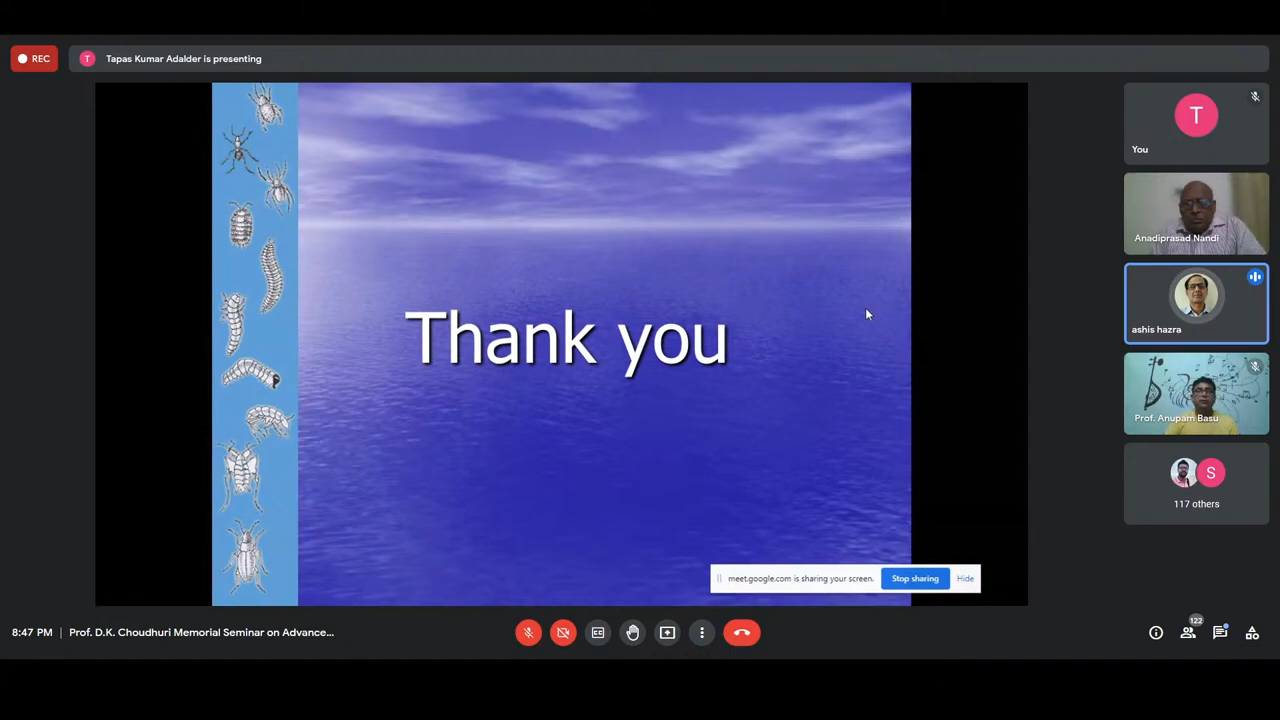 REC
T
Tapas Kumar Adalder is presenting
T
You
Anadiprasad Nandi
ashis hazra
Thank you
Prof. Anupam Basu
S
117 others
meet.google.com is sharing your screen.
Stop sharing
Hide
8:47 PM
Prof. D.K. Choudhuri Memorial Seminar on Advance...
CC
122